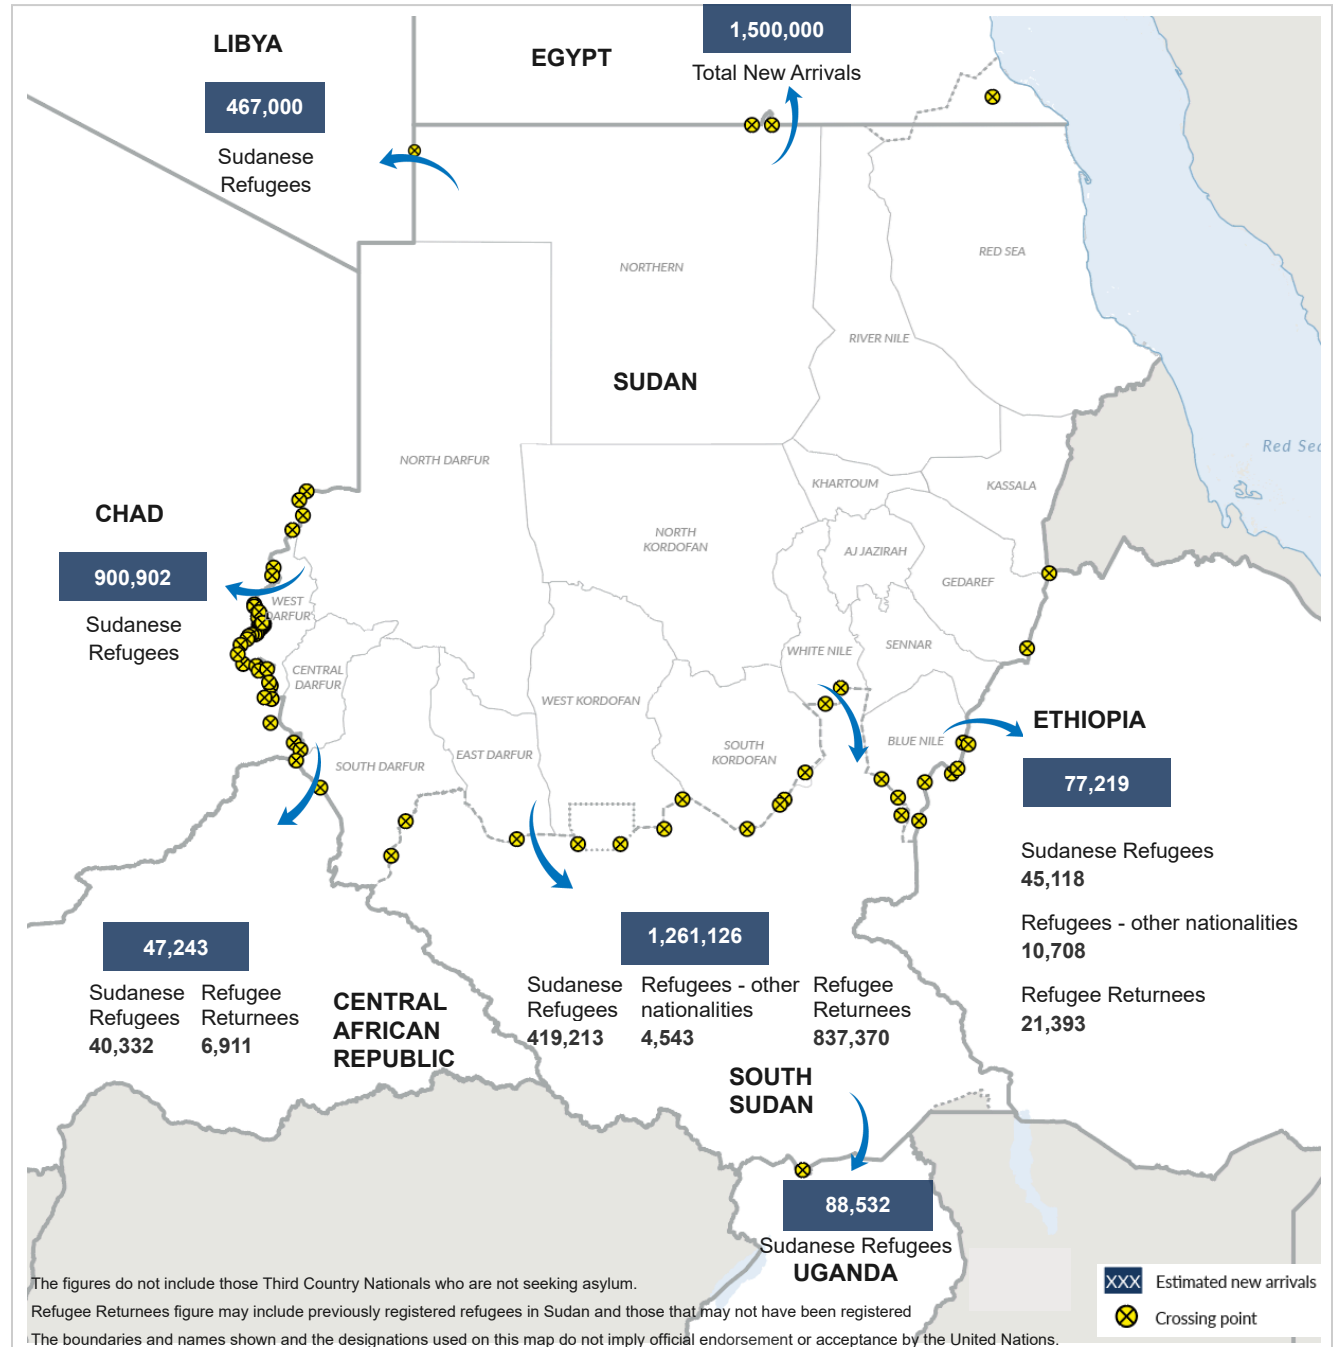 LIBYA
467,000
Sudanese
Refugees
EGYPT
1,500,000
Total New Arrivals
NORTHERN
RED SEA
RIVER NILE
SUDAN
NORTH DARFUR
Red Sea
KHARTOUM
KASSALA
CHAD
900,902
Sudanese
Refugees
NORTH
KORDOFAN
AJ JAZIRAH
GEDAREF
WEST
DARFUR
WHITE NILE
SENNAR
CENTRAL
DARFUR
WEST KORDOFAN
SOUTH
KORDOFAN
BLUE NILE
EAST DARFUR
SOUTH DARFUR
ETHIOPIA
77,219
Sudanese Refugees
45,118
Refugees - other nationalities
10,708
Refugee Returnees
21,393
47,243
Sudanese Refugee
Refugees Returnees
40,332 6,911
CENTRAL
AFRICAN
REPUBLIC
1,261,126
Sudanese Refugees - other Refugee
Refugees nationalities Returnees
419,213 4,543 837,370
SOUTH
SUDAN
88,532
Sudanese Refugees
UGANDA
The figures do not include those Third Country Nationals who are not seeking asylum.
Refugee Returnees figure may include previously registered refugees in Sudan and those that may not have been registered
The boundaries and names shown and the designations used on this map do not imply official endorsement or acceptance by the United Nations.
XXX Estimated new arrivals
Crossing point